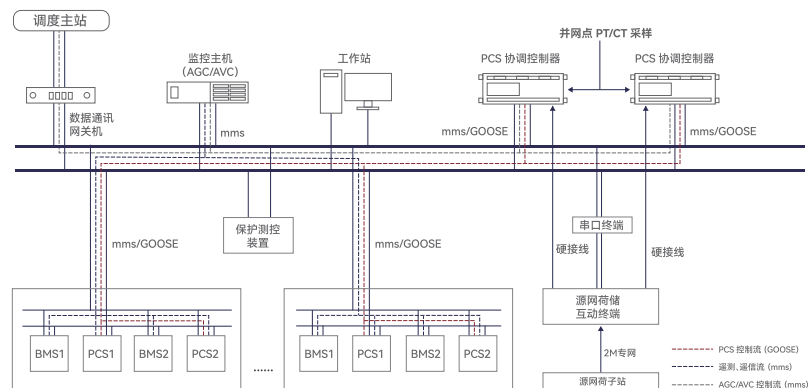 调度主站
并网点 PT/CT 采样
监控主机
(AGC/AVC)
工作站
PCS 协调控制器
PCS 协调控制器
数据通讯
网关机
mms
mms/GOOSE
mms/GOOSE
保护测控
装置
串口终端
mms/GOOSE
mms/GOOSE
硬接线
硬接线
源网荷储
互动终端
BMS1
PCS1
BMS2
PCS2
......
BMS1
PCS1
BMS2
PCS2
2M专网
源网荷子站
PCS 控制流 (GOOSE)
遥测、遥信流 (mms)
AGC/AVC 控制流 (mms)